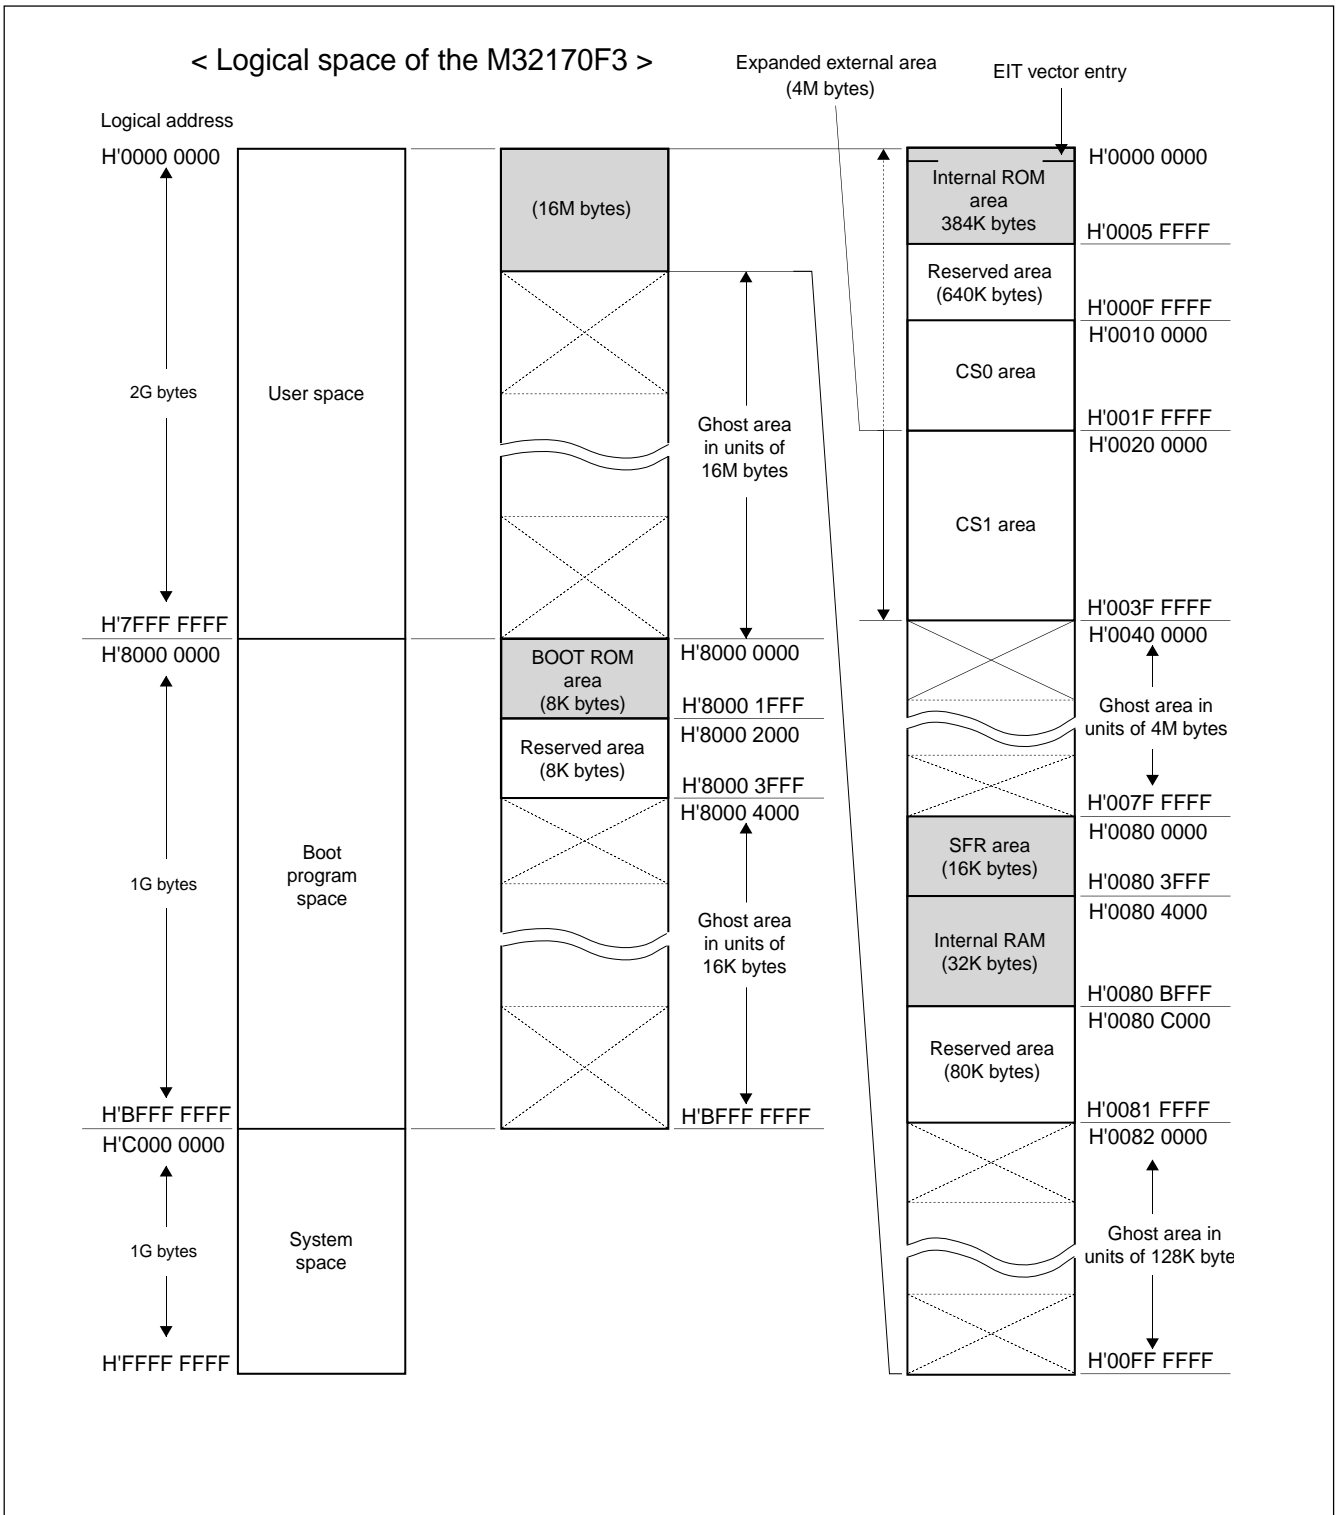 < Logical space of the M32170F3 >
Expanded external area
(4M bytes)
EIT vector entry
Logical address
H'0000 0000
2G bytes
H'7FFF FFFF
H'8000 0000
1G bytes
H'BFFF FFFF
H'C000 0000
1G bytes
H'FFFF FFFF
User space
Boot
program
space
System
space
(16M bytes)
Ghost area
in units of
16M bytes
BOOT ROM
area
(8K bytes)
Reserved area
(8K bytes)
H'8000 0000
H'8000 1FFF
H'8000 2000
H'8000 3FFF
H'8000 4000
Ghost area
in units of
16K bytes
H'BFFF FFFF
Internal ROM
area
384K bytes
Reserved area
(640K bytes)
CS0 area
CS1 area
SFR area
(16K bytes)
Internal RAM
(32K bytes)
Reserved area
(80K bytes)
H'0000 0000
H'0005 FFFF
H'000F FFFF
H'0010 0000
H'001F FFFF
H'0020 0000
H'003F FFFF
H'0040 0000
Ghost area in
units of 4M bytes
H'007F FFFF
H'0080 0000
H'0080 3FFF
H'0080 4000
H'0080 BFFF
H'0080 C000
H'0081 FFFF
H'0082 0000
Ghost area in
units of 128K byte
H'00FF FFFF